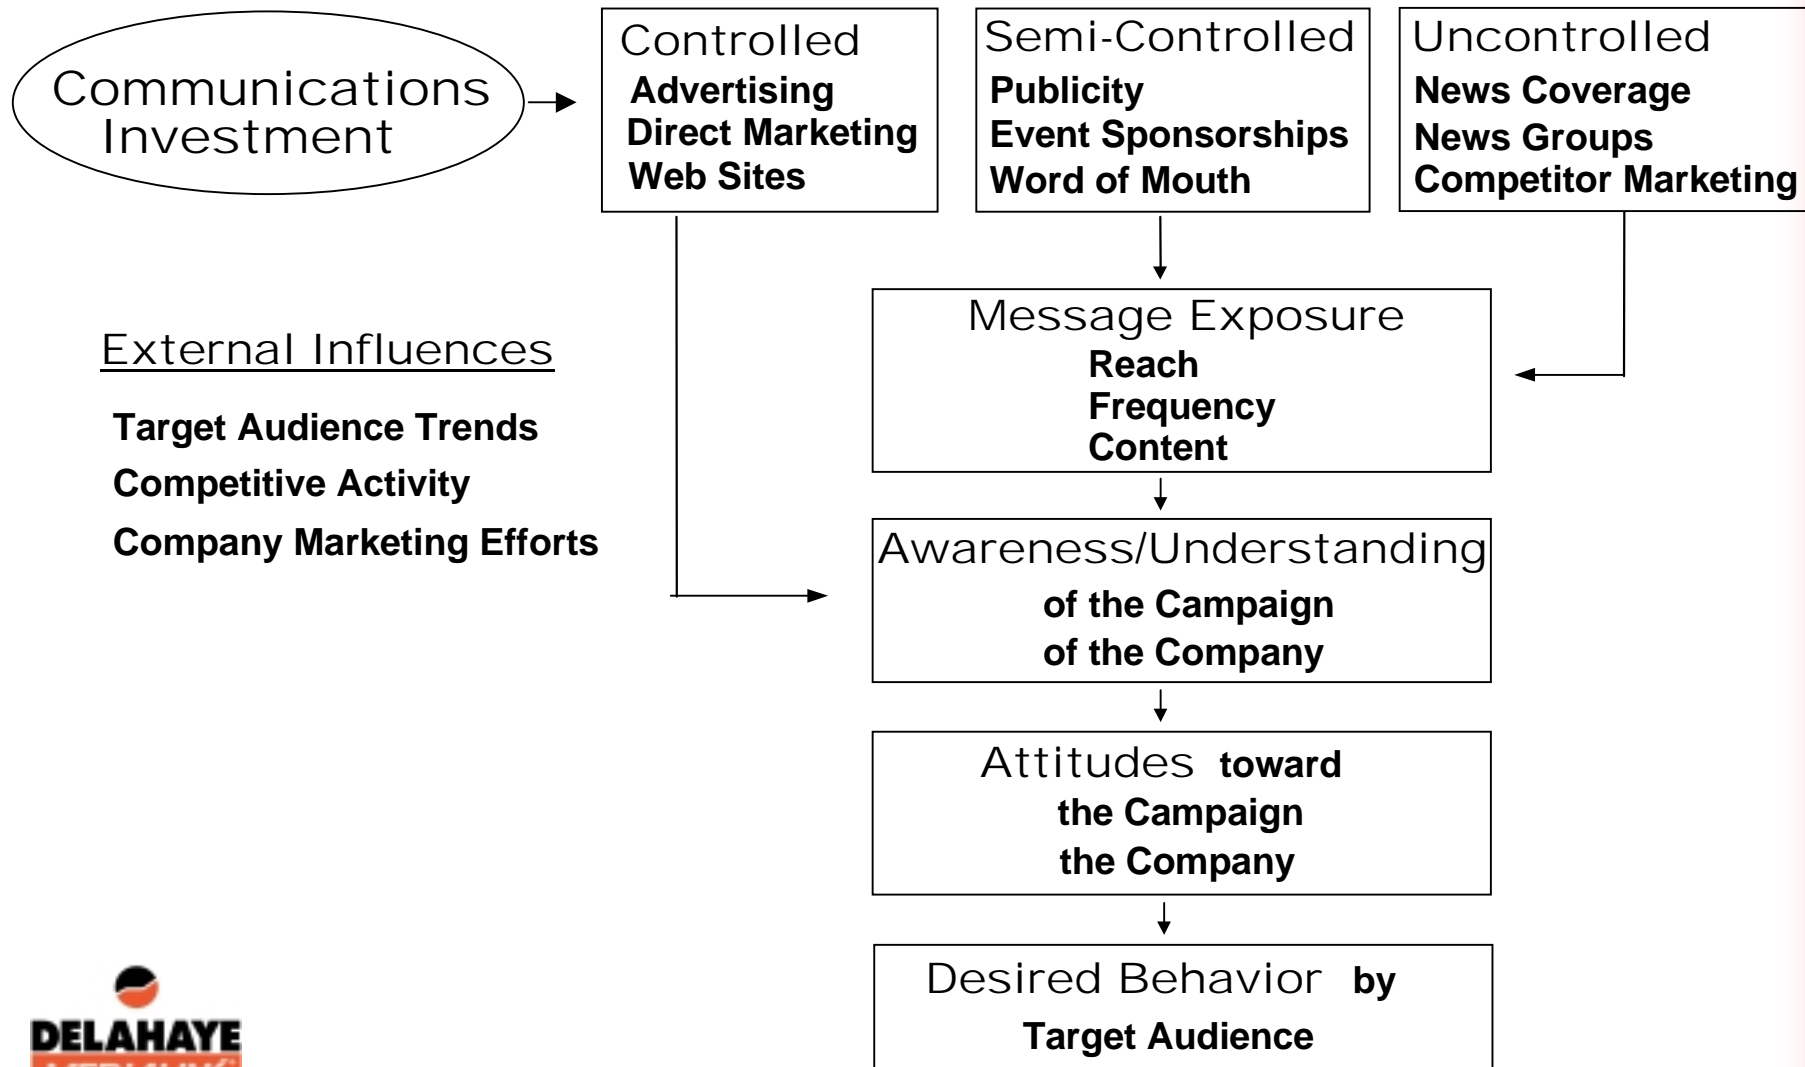 Communications
Investment
Controlled
Advertising
Direct Marketing
Web Sites
Semi-Controlled
Publicity
Event Sponsorships
Word of Mouth
Uncontrolled
News Coverage
News Groups
Competitor Marketing
External Influences
Target Audience Trends
Competitive Activity
Company Marketing Efforts
Message Exposure
Reach
Frequency
Content
Awareness/Understanding
of the Campaign
of the Company
Attitudes toward
the Campaign
the Company
Desired Behavior by
Target Audience
DELAHAYE